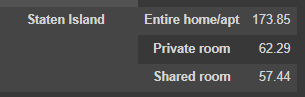 Staten Island Entire home/apt 173.85
Private room 62.29
Shared room 57.44